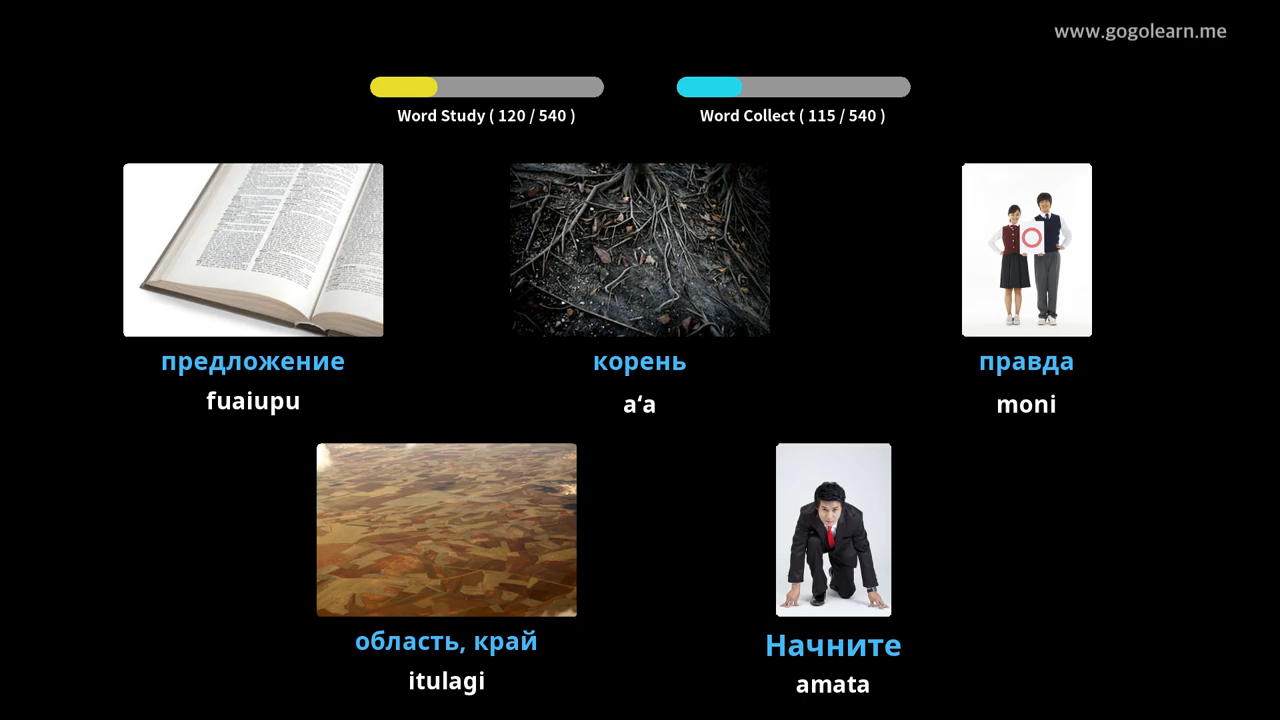 www.gogolearn.me
Word Study ( 120 / 540 )
Word Collect ( 115 / 540 )
предложение
fuaiupu
корень
a‘a
правда
moni
область, край
itulagi
Начните
amata